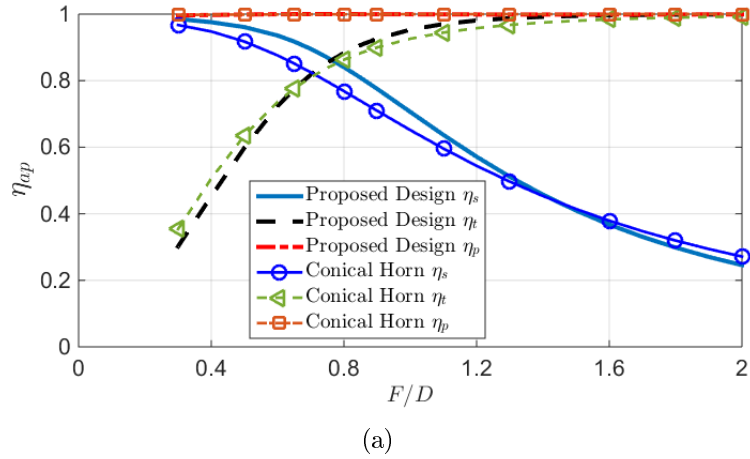 1
0.8
0.6
0.4
0.2
0
η_ap
Proposed Design η_s
Proposed Design η_t
Proposed Design η_p
Conical Horn η_s
Conical Horn η_t
Conical Horn η_p
0 0.4 0.8 1.2 1.6 2
F/D
(a)